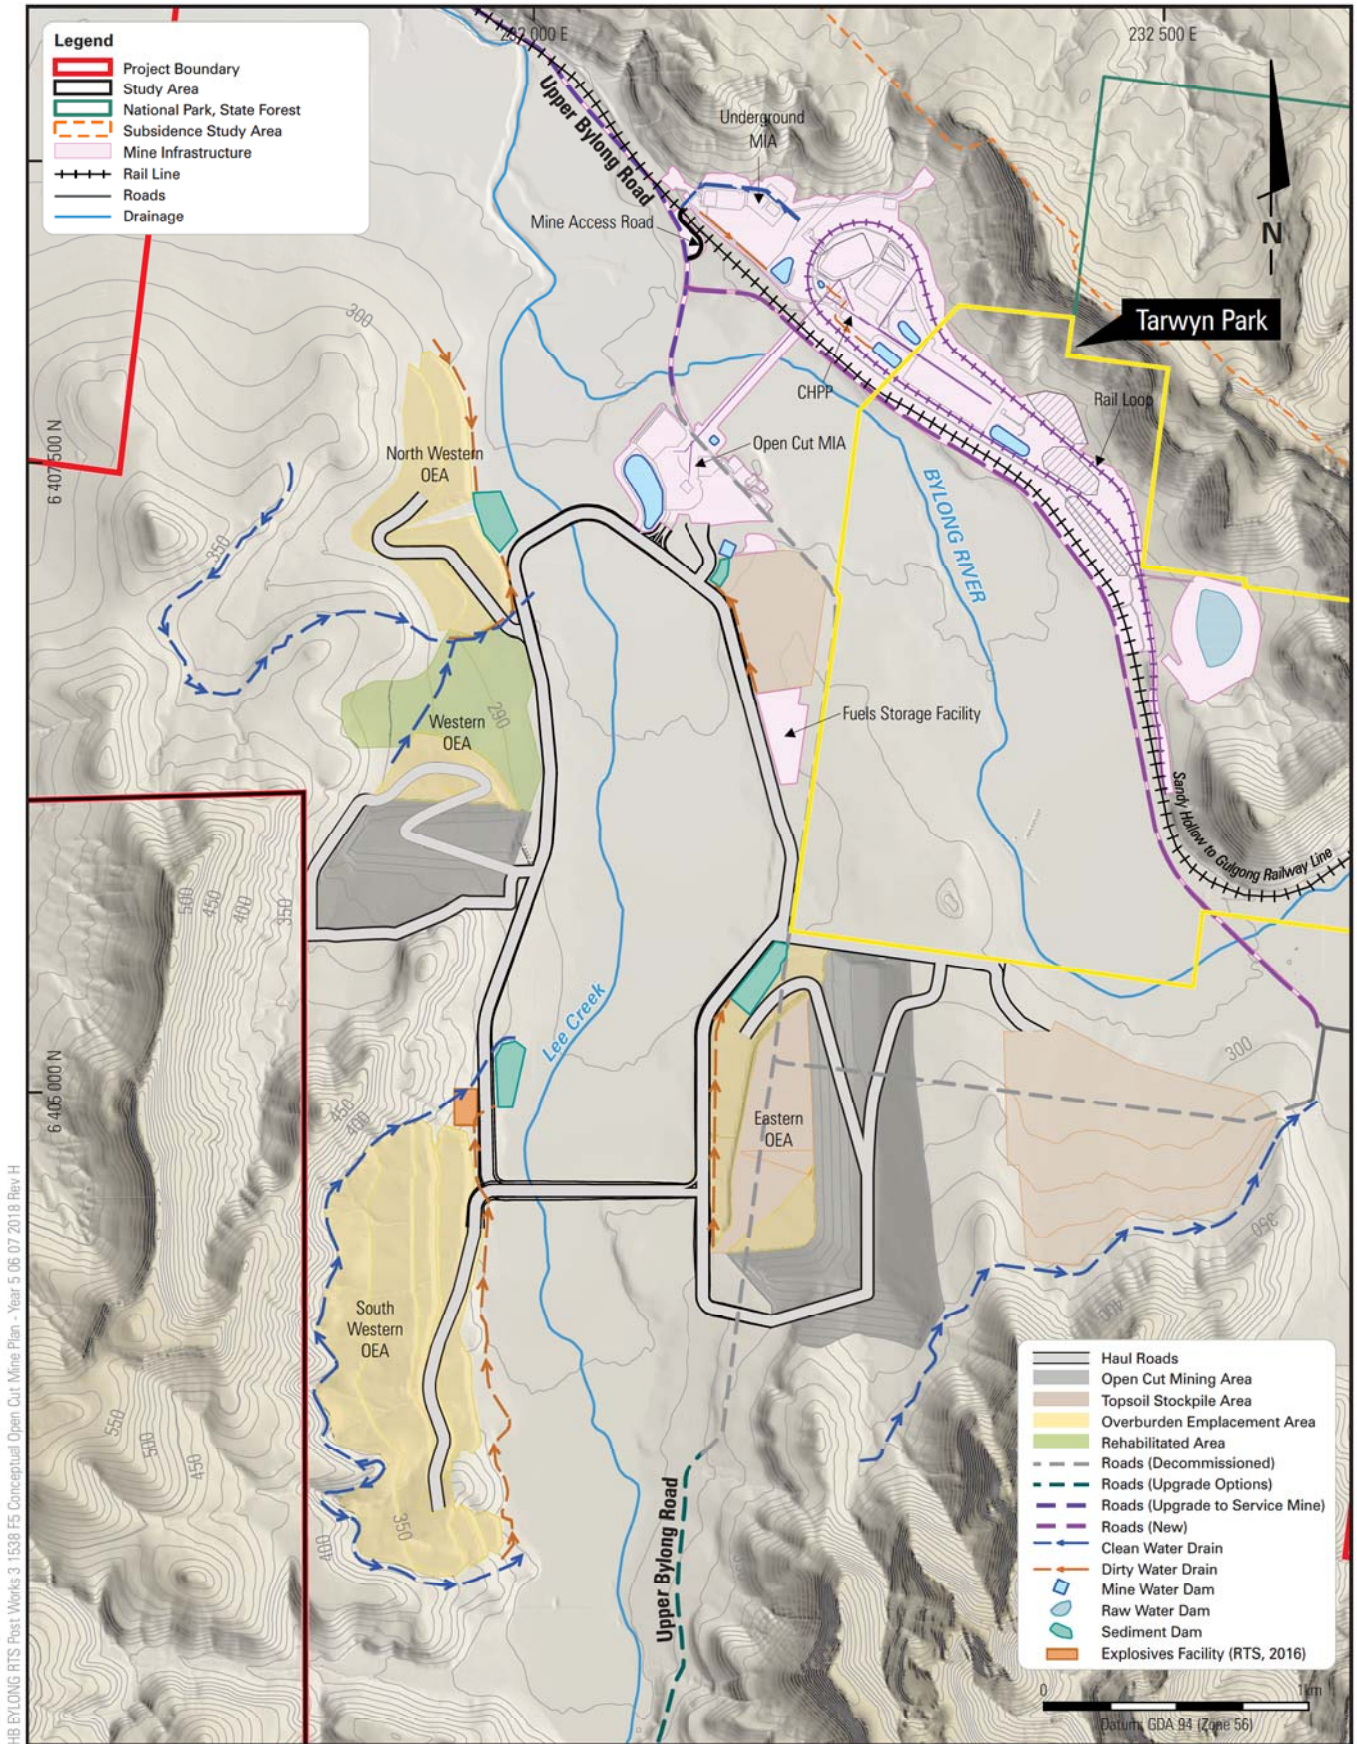 Legend
Project Boundary
Study Area
National Park, State Forest
Subsidence Study Area
Mine Infrastructure
Rail Line
Roads
Drainage
232 500 E
N
Upper Bylong Road
Underground
MIA
Mine Access Road
Tarwyn Park
300
CHPP
Rail Loop
6 407 500 N
North Western
OEA
Open Cut MIA
BYLONG RIVER
350
Western
OEA
290
Fuels Storage Facility
Sandy Hollow to Gulgong Railway Line
500
450
400
350
Lee Creek
6 405 000 N
450
400
300
Eastern
OEA
350
400
South
Western
OEA
550
500
450
400
350
Upper Bylong Road
Haul Roads
Open Cut Mining Area
Topsoil Stockpile Area
Overburden Emplacement Area
Rehabilitated Area
Roads (Decommissioned)
Roads (Upgrade Options)
Roads (Upgrade to Service Mine)
Roads (New)
Clean Water Drain
Dirty Water Drain
Mine Water Dam
Raw Water Dam
Sediment Dam
Explosives Facility (RTS, 2016)
0 1km
Datum: GDA 94 (Zone 56)
HB BYLONG RTS Post Works 3 1538 F5 Conceptual Open Cut Mine Plan - Year 5 06 07 2018 Rev H